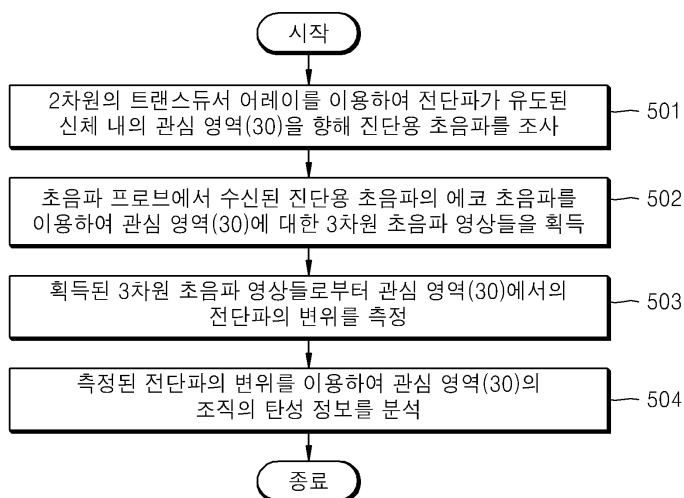 시작
2차원의 트랜스듀서 어레이를 이용하여 전단파가 유도된
신체 내의 관심 영역(30)을 향해 진단용 초음파를 조사
501
초음파 프로브에서 수신된 진단용 초음파의 에코 초음파를
이용하여 관심 영역(30)에 대한 3차원 초음파 영상들을 획득
502
획득된 3차원 초음파 영상들로부터 관심 영역(30)에서의
전단파의 변위를 측정
503
측정된 전단파의 변위를 이용하여 관심 영역(30)의
조직의 탄성 정보를 분석
504
종료